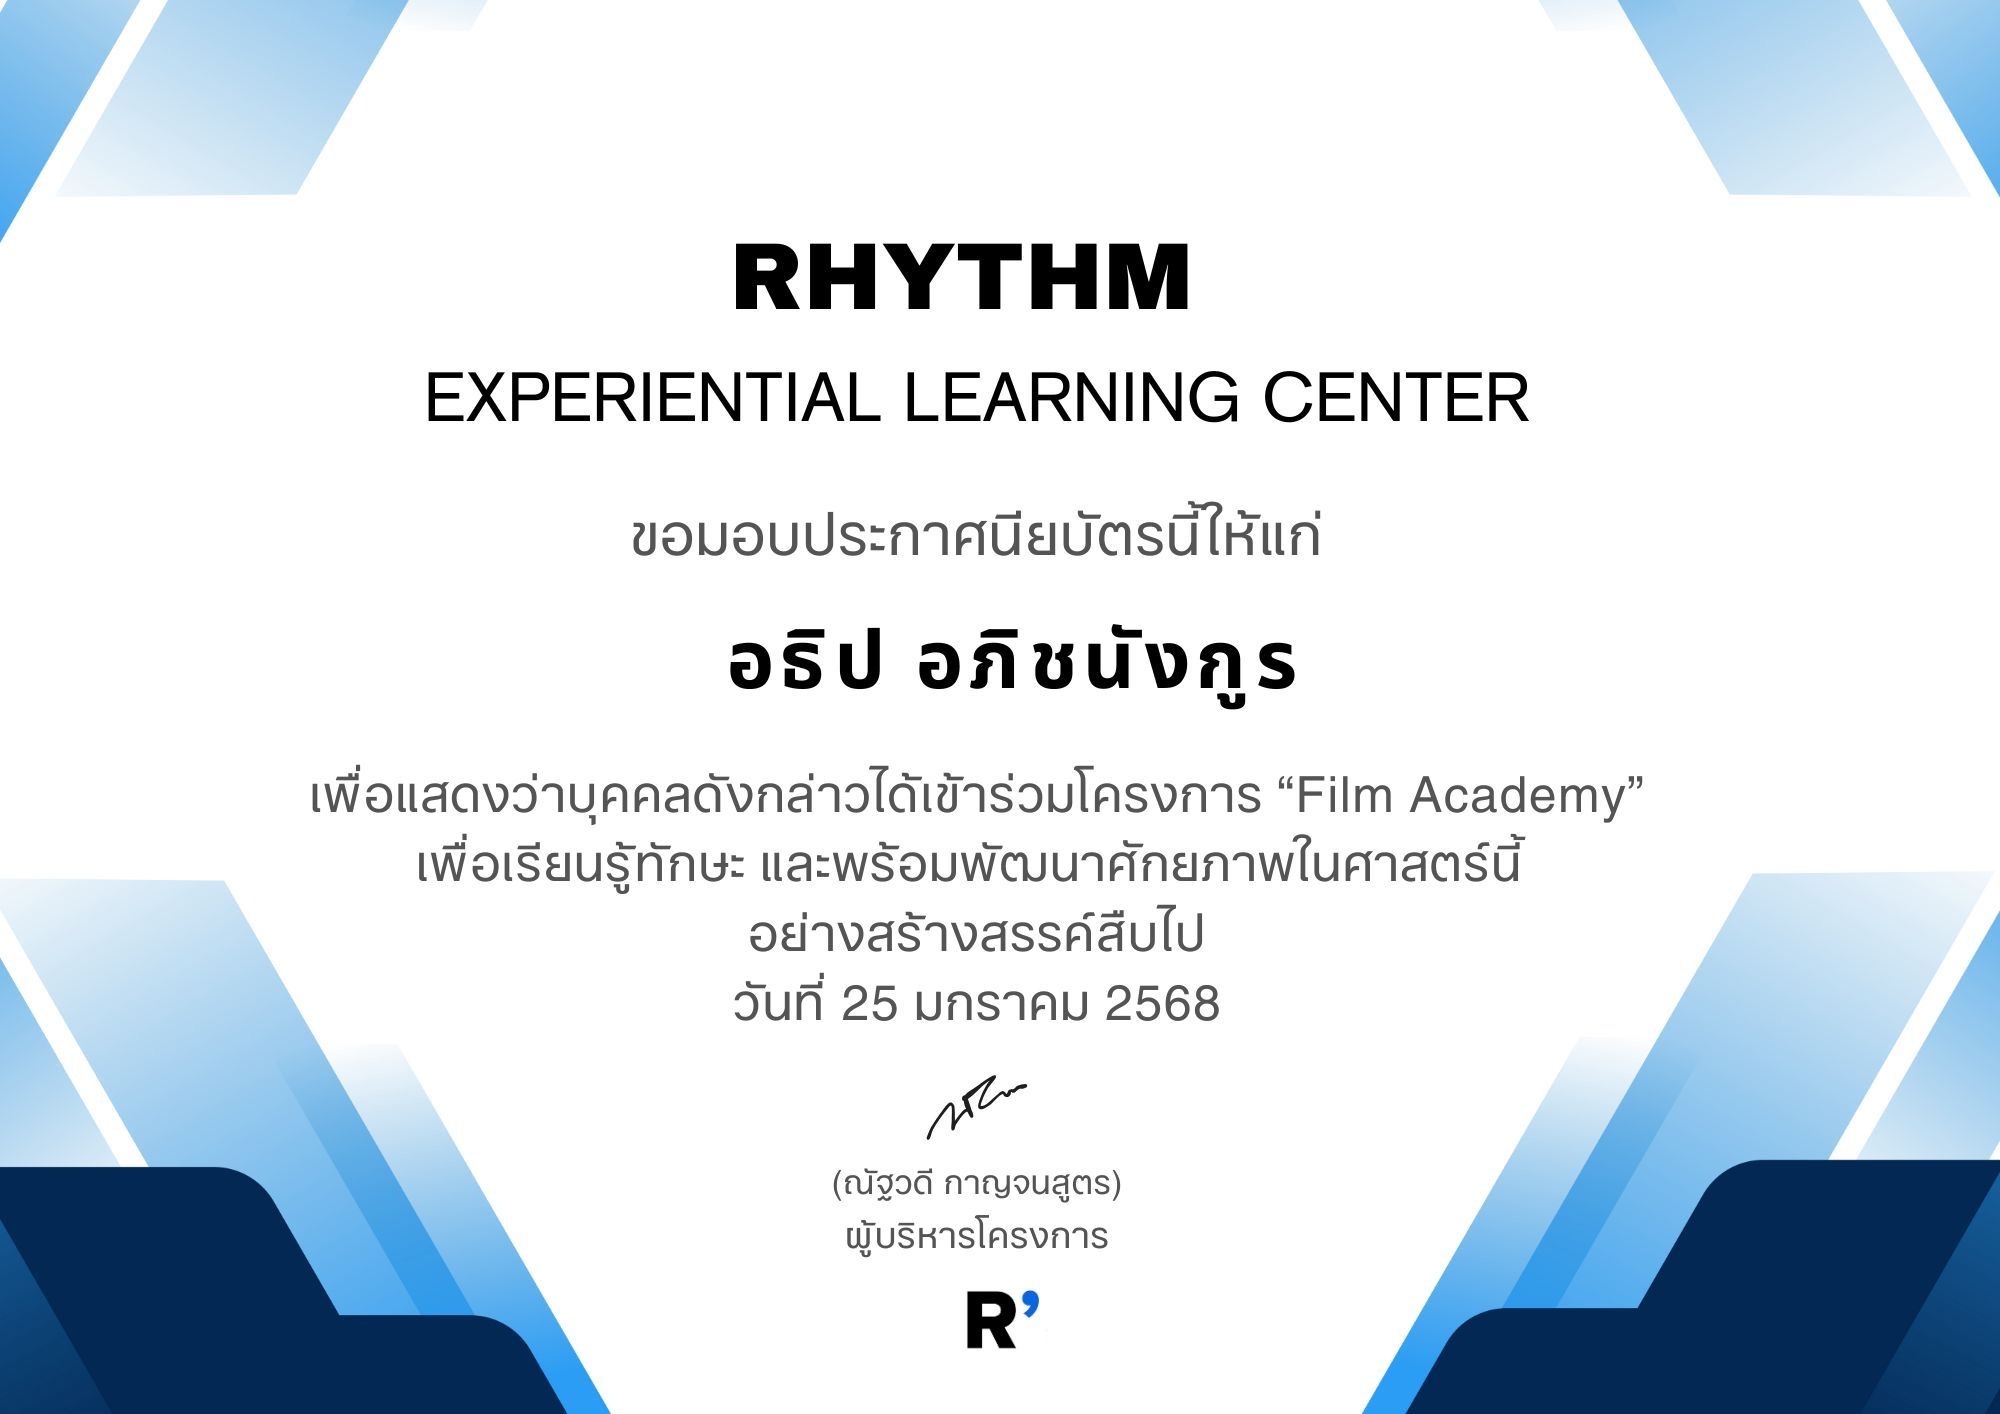 RHYTHM
EXPERIENTIAL LEARNING CENTER
ขอมอบประกาศนียบัตรนี้ให้แก่
อธิป อภิชนังกูร
เพื่อแสดงว่าบุคคลดังกล่าวได้เข้าร่วมโครงการ “Film Academy”
เพื่อเรียนรู้ทักษะ และพร้อมพัฒนาศักยภาพในศาสตร์นี้
อย่างสร้างสรรค์สืบไป
วันที่ 25 มกราคม 2568
(ณัฐวดี กาญจนสูตร)
ผู้บริหารโครงการ
R’